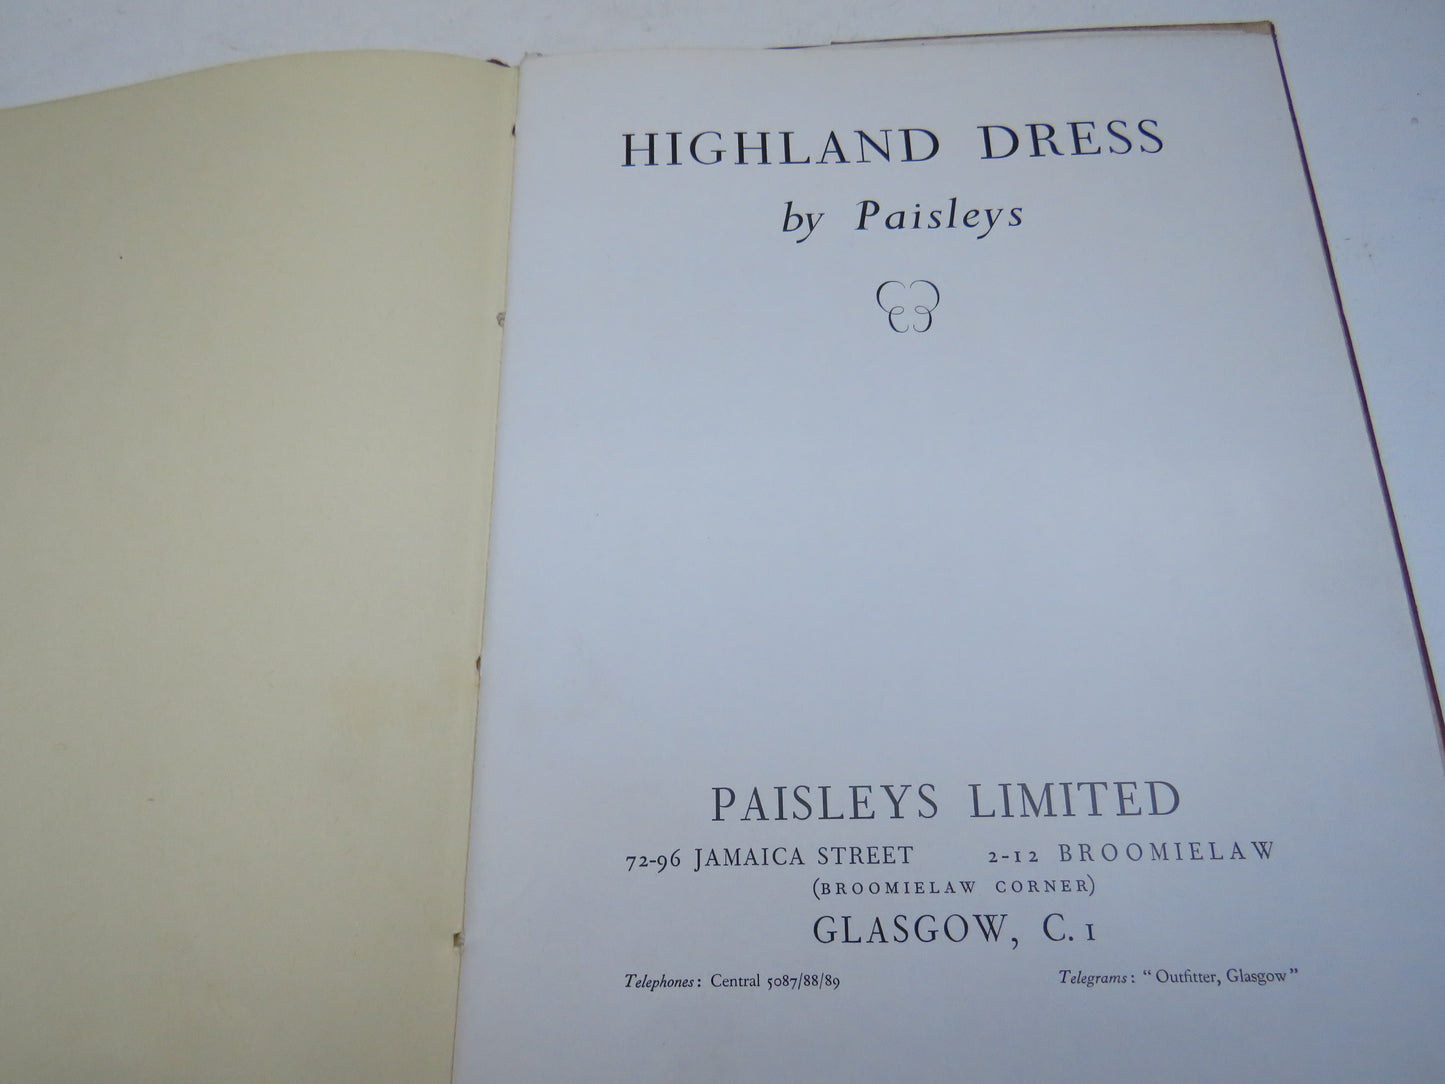 HIGHLAND DRESS
by Paisleys
PAISLEYS LIMITED
72-96 JAMAICA STREET 2-12 BROOMIELAW
(BROOMIELAW CORNER)
GLASGOW, C. 1
Telephones: Central 5087/88/89 Telegrams: "Outfitter, Glasgow"